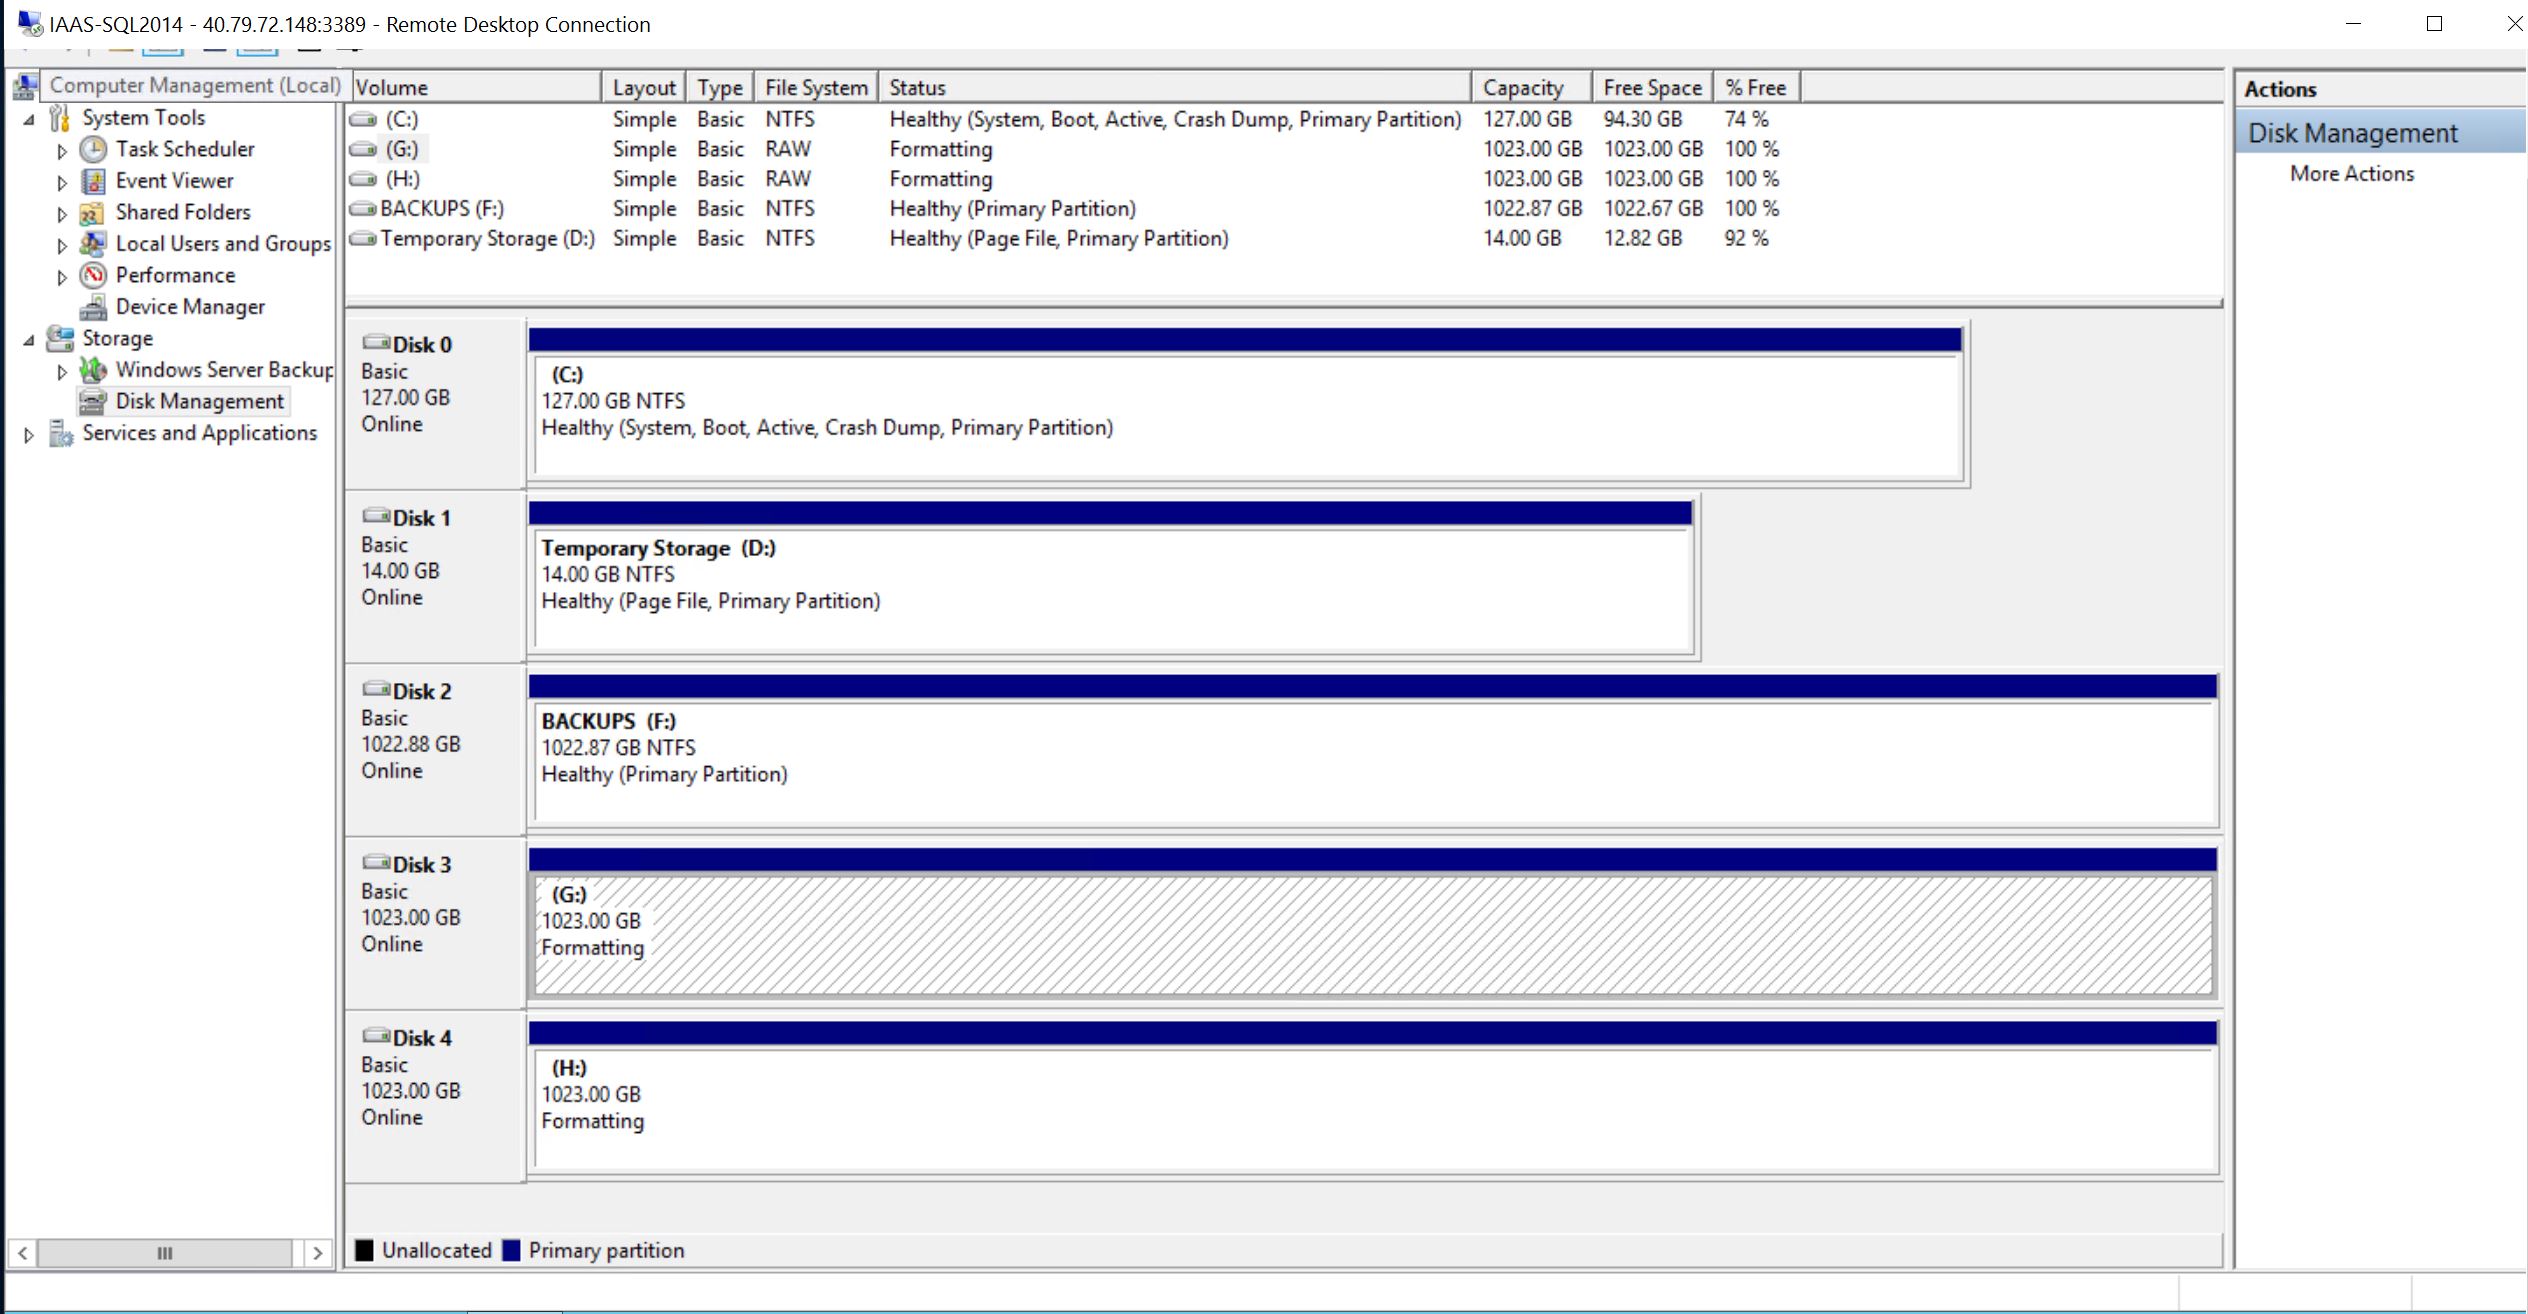 IAAS-SQL2014 - 40.79.72.148:3389 - Remote Desktop Connection
Computer Management (Local)
System Tools
Task Scheduler
Event Viewer
Shared Folders
Local Users and Groups
Performance
Device Manager
Storage
Windows Server Backup
Disk Management
Services and Applications
Volume Layout Type File System Status Capacity Free Space % Free
(C:) Simple Basic NTFS Healthy (System, Boot, Active, Crash Dump, Primary Partition) 127.00 GB 94.30 GB 74 %
(G:) Simple Basic RAW Formatting 1023.00 GB 1023.00 GB 100 %
(H:) Simple Basic RAW Formatting 1023.00 GB 1023.00 GB 100 %
BACKUPS (F:) Simple Basic NTFS Healthy (Primary Partition) 1022.87 GB 1022.67 GB 100 %
Temporary Storage (D:) Simple Basic NTFS Healthy (Page File, Primary Partition) 14.00 GB 12.82 GB 92 %
Disk 0
Basic
127.00 GB
Online
(C:)
127.00 GB NTFS
Healthy (System, Boot, Active, Crash Dump, Primary Partition)
Disk 1
Basic
14.00 GB
Online
Temporary Storage (D:)
14.00 GB NTFS
Healthy (Page File, Primary Partition)
Disk 2
Basic
1022.88 GB
Online
BACKUPS (F:)
1022.87 GB NTFS
Healthy (Primary Partition)
Disk 3
Basic
1023.00 GB
Online
(G:)
1023.00 GB
Formatting
Disk 4
Basic
1023.00 GB
Online
(H:)
1023.00 GB
Formatting
Unallocated Primary partition
Actions
Disk Management
More Actions